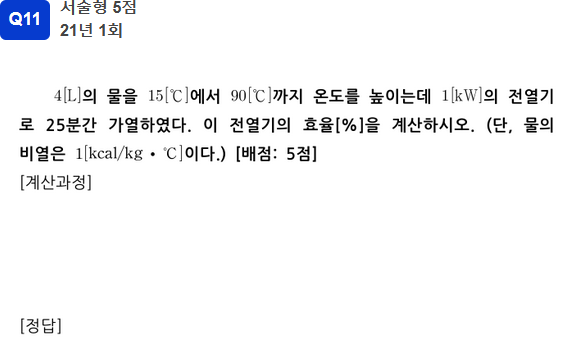 Q11
서술형 5점
21년 1회
4[L]의 물을 15[℃]에서 90[℃]까지 온도를 높이는데 1[kW]의 전열기
로 25분간 가열하였다. 이 전열기의 효율[%]을 계산하시오. (단, 물의
비열은 1[kcal/kg • ℃]이다.) [배점: 5점]
[계산과정]
[정답]